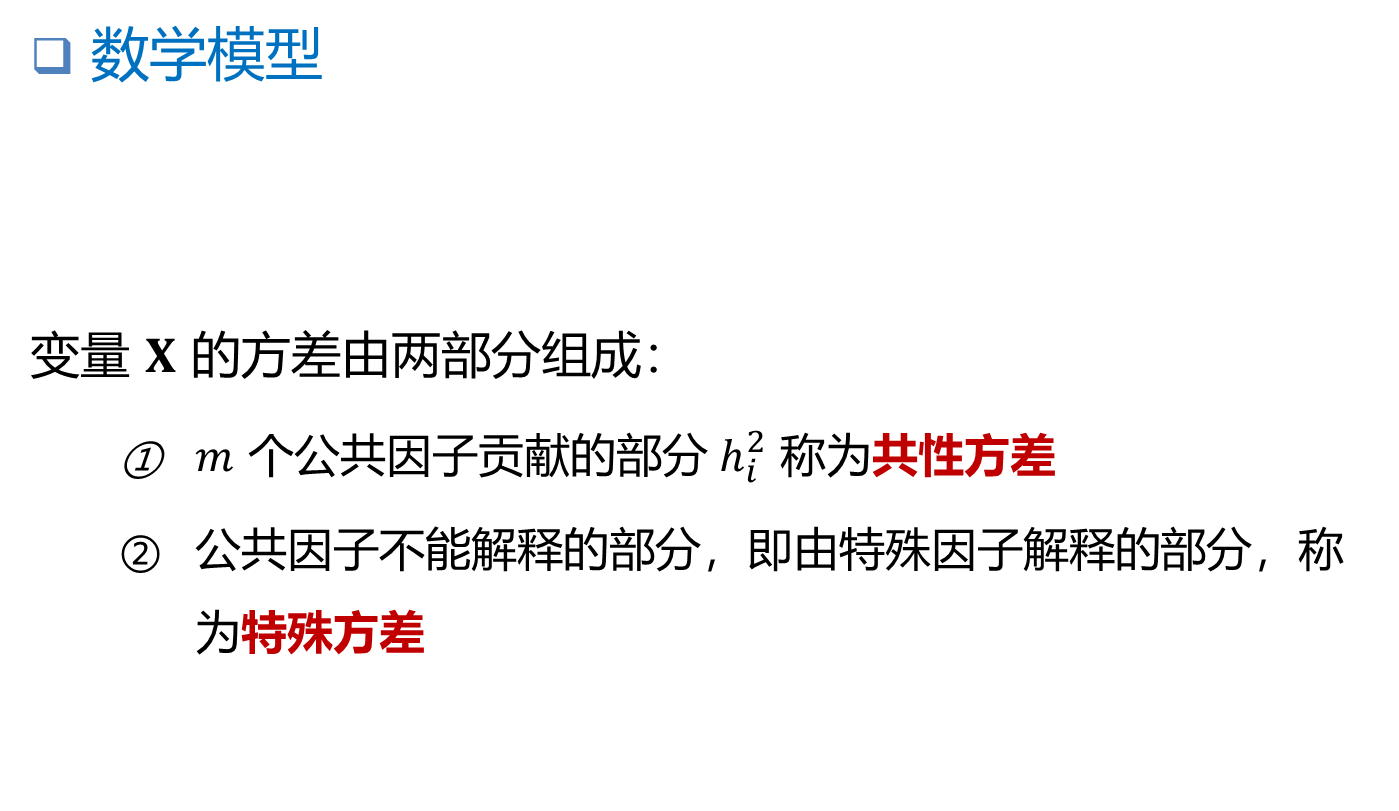 ❑ 数学模型
变量 𝐗 的方差由两部分组成：
① 𝑚 个公共因子贡献的部分 ℎ𝑖² 称为共性方差
② 公共因子不能解释的部分，即由特殊因子解释的部分，称
为特殊方差